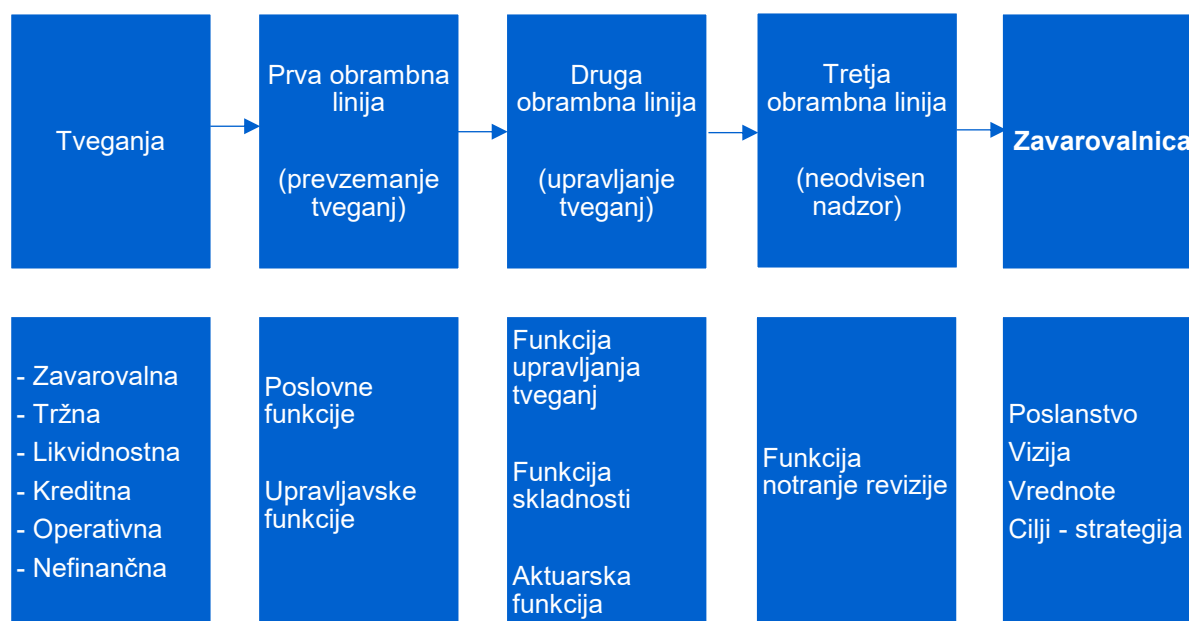 Tveganja
Prva obrambna
linija
(prevzemanje
tveganj)
Druga
obrambna linija
(upravljanje
tveganj)
Tretja
obrambna linija
(neodvisen
nadzor)
Zavarovalnica
- Zavarovalna
- Tržna
- Likvidnostna
- Kreditna
- Operativna
- Nefinančna
Poslovne
funkcije
Upravljavske
funkcije
Funkcija
upravljanja
tveganj
Funkcija
skladnosti
Aktuarska
funkcija
Funkcija
notranje revizije
Poslanstvo
Vizija
Vrednote
Cilji - strategija